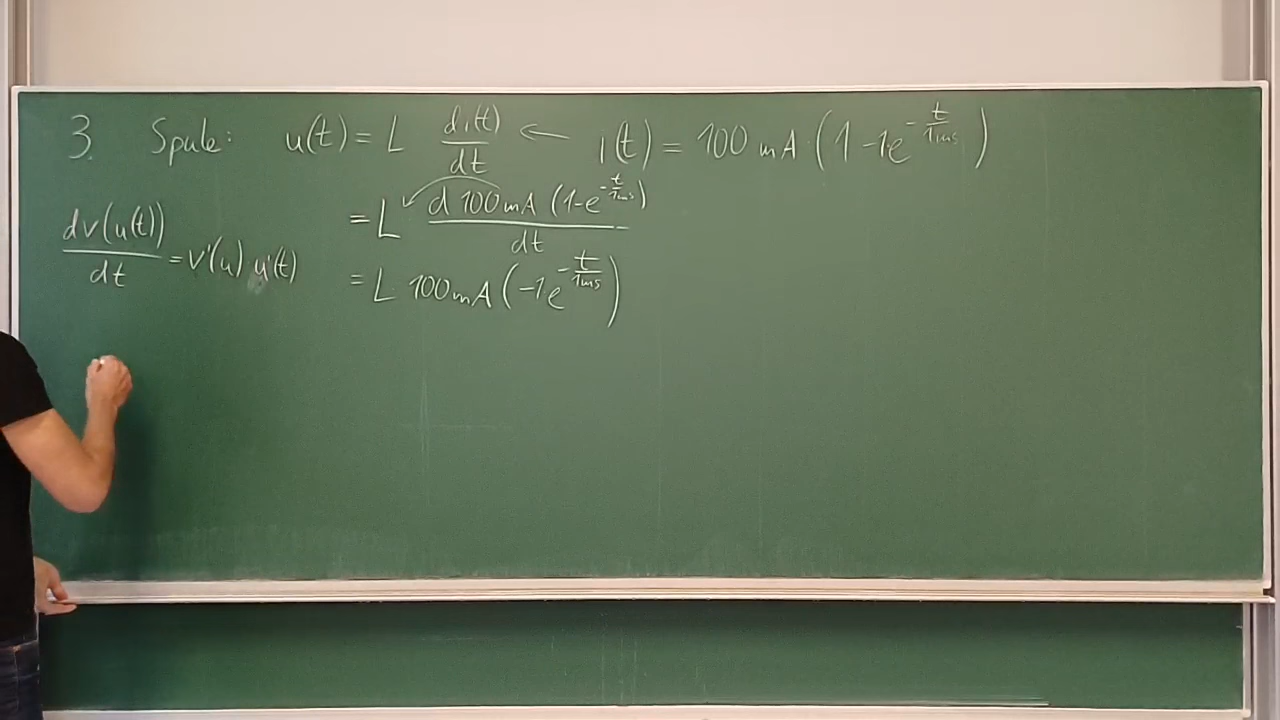 3. Spule: u(t) = L di(t)/dt ← i(t) = 100 mA (1 - 1e^(-t/1ms))
= L d 100mA (1-e^(-t/1ms))/dt
dv(u(t))/dt = v'(u) u'(t)
= L 100mA (-1e^(-t/1ms))